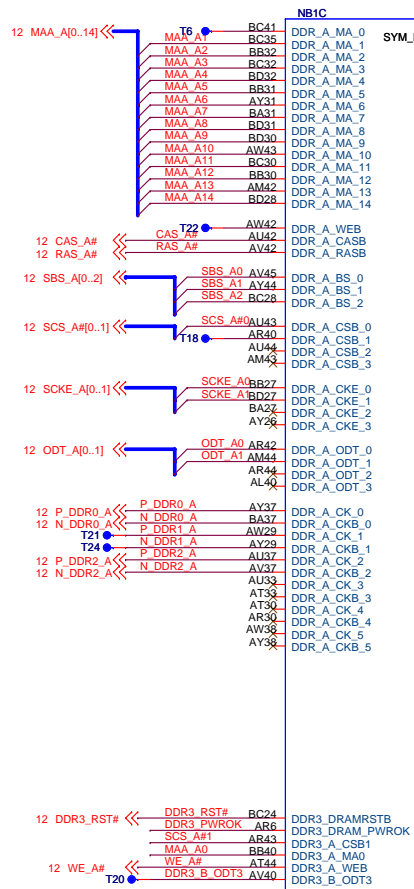 NB1C
SYM_
12 MAA_A[0..14] T6 BC41 DDR_A_MA_0
MAA_A1 BC35 DDR_A_MA_1
MAA_A2 BB32 DDR_A_MA_2
MAA_A3 BC32 DDR_A_MA_3
MAA_A4 BD32 DDR_A_MA_4
MAA_A5 BB31 DDR_A_MA_5
MAA_A6 AY31 DDR_A_MA_6
MAA_A7 BA31 DDR_A_MA_7
MAA_A8 BD31 DDR_A_MA_8
MAA_A9 BD30 DDR_A_MA_9
MAA_A10 AW43 DDR_A_MA_10
MAA_A11 BC30 DDR_A_MA_11
MAA_A12 BB30 DDR_A_MA_12
MAA_A13 AM42 DDR_A_MA_13
MAA_A14 BD28 DDR_A_MA_14
T22 AW42 DDR_A_WEB
12 CAS_A# CAS_A# AU42 DDR_A_CASB
12 RAS_A# RAS_A# AV42 DDR_A_RASB
12 SBS_A[0..2] SBS_A0 AV45 DDR_A_BS_0
SBS_A1 AY44 DDR_A_BS_1
SBS_A2 BC28 DDR_A_BS_2
12 SCS_A#[0..1] SCS_A#0 AU43 DDR_A_CSB_0
T18 AR40 DDR_A_CSB_1
AU44 DDR_A_CSB_2
AM43 DDR_A_CSB_3
12 SCKE_A[0..1] SCKE_A0 BB27 DDR_A_CKE_0
SCKE_A1 BD27 DDR_A_CKE_1
BA27 DDR_A_CKE_2
AY26 DDR_A_CKE_3
12 ODT_A[0..1] ODT_A0 AR42 DDR_A_ODT_0
ODT_A1 AM44 DDR_A_ODT_1
AR44 DDR_A_ODT_2
AL40 DDR_A_ODT_3
12 P_DDR0_A P_DDR0_A AY37 DDR_A_CK_0
12 N_DDR0_A N_DDR0_A BA37 DDR_A_CKB_0
T21 P_DDR1_A AW29 DDR_A_CK_1
T24 N_DDR1_A AY29 DDR_A_CKB_1
12 P_DDR2_A P_DDR2_A AU37 DDR_A_CK_2
12 N_DDR2_A N_DDR2_A AV37 DDR_A_CKB_2
AU33 DDR_A_CK_3
AT33 DDR_A_CKB_3
AT30 DDR_A_CK_4
AR30 DDR_A_CKB_4
AW38 DDR_A_CK_5
AY38 DDR_A_CKB_5
12 DDR3_RST# DDR3_RST# BC24 DDR3_DRAMRSTB
DDR3_PWROK AR6 DDR3_DRAM_PWROK
SCS_A#1 AR43 DDR3_A_CSB1
MAA_A0 BB40 DDR3_A_MA0
12 WE_A# WE_A# AT44 DDR3_A_WEB
T20 DDR3_B_ODT3 AV40 DDR3_B_ODT3